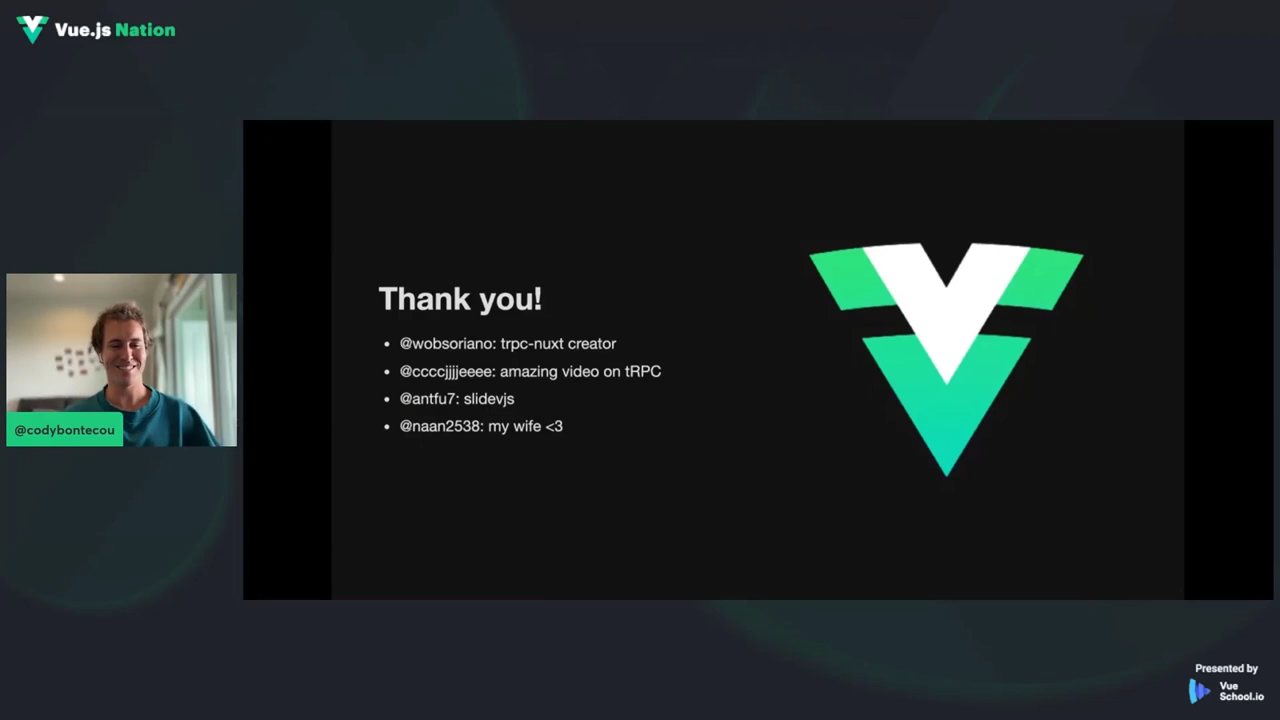 Vue.js Nation
Thank you!
• @wobsoriano: trpc-nuxt creator
• @ccccjjjjeeee: amazing video on tRPC
• @antfu7: slidevjs
• @naan2538: my wife <3
@codybontecou
Presented by
Vue
School.io